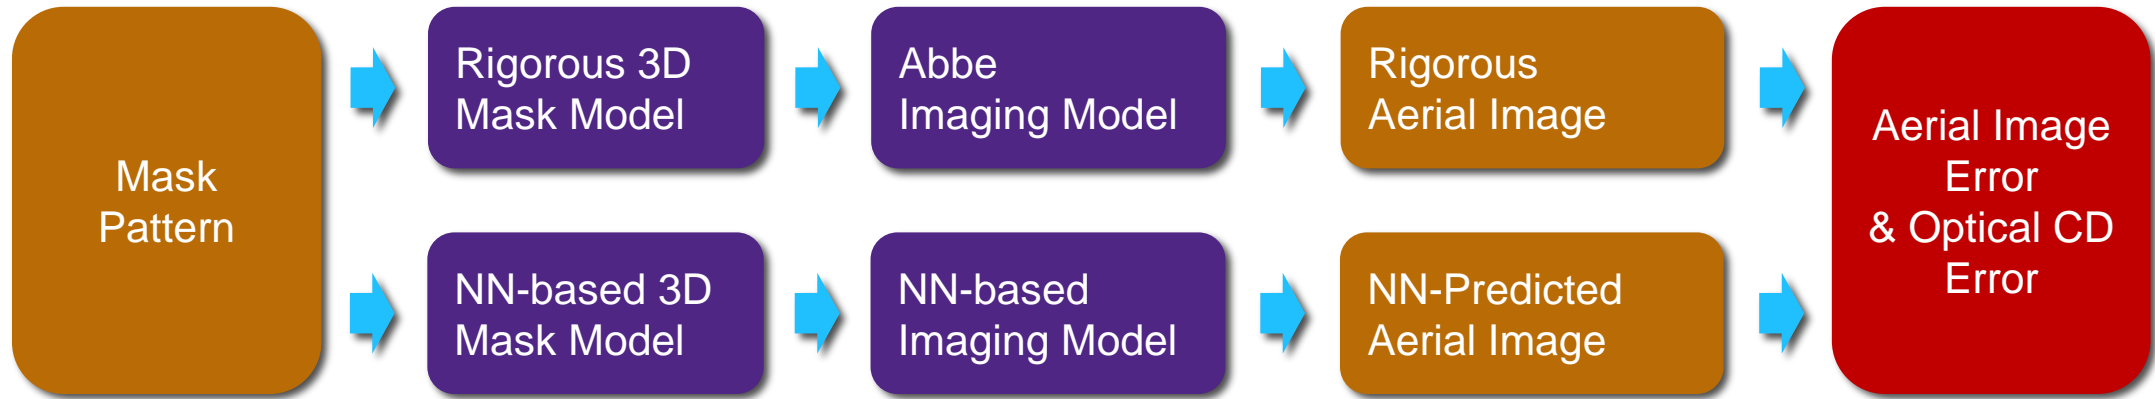 Mask
Pattern
Rigorous 3D
Mask Model
Abbe
Imaging Model
Rigorous
Aerial Image
NN-based 3D
Mask Model
NN-based
Imaging Model
NN-Predicted
Aerial Image
Aerial Image
Error
& Optical CD
Error